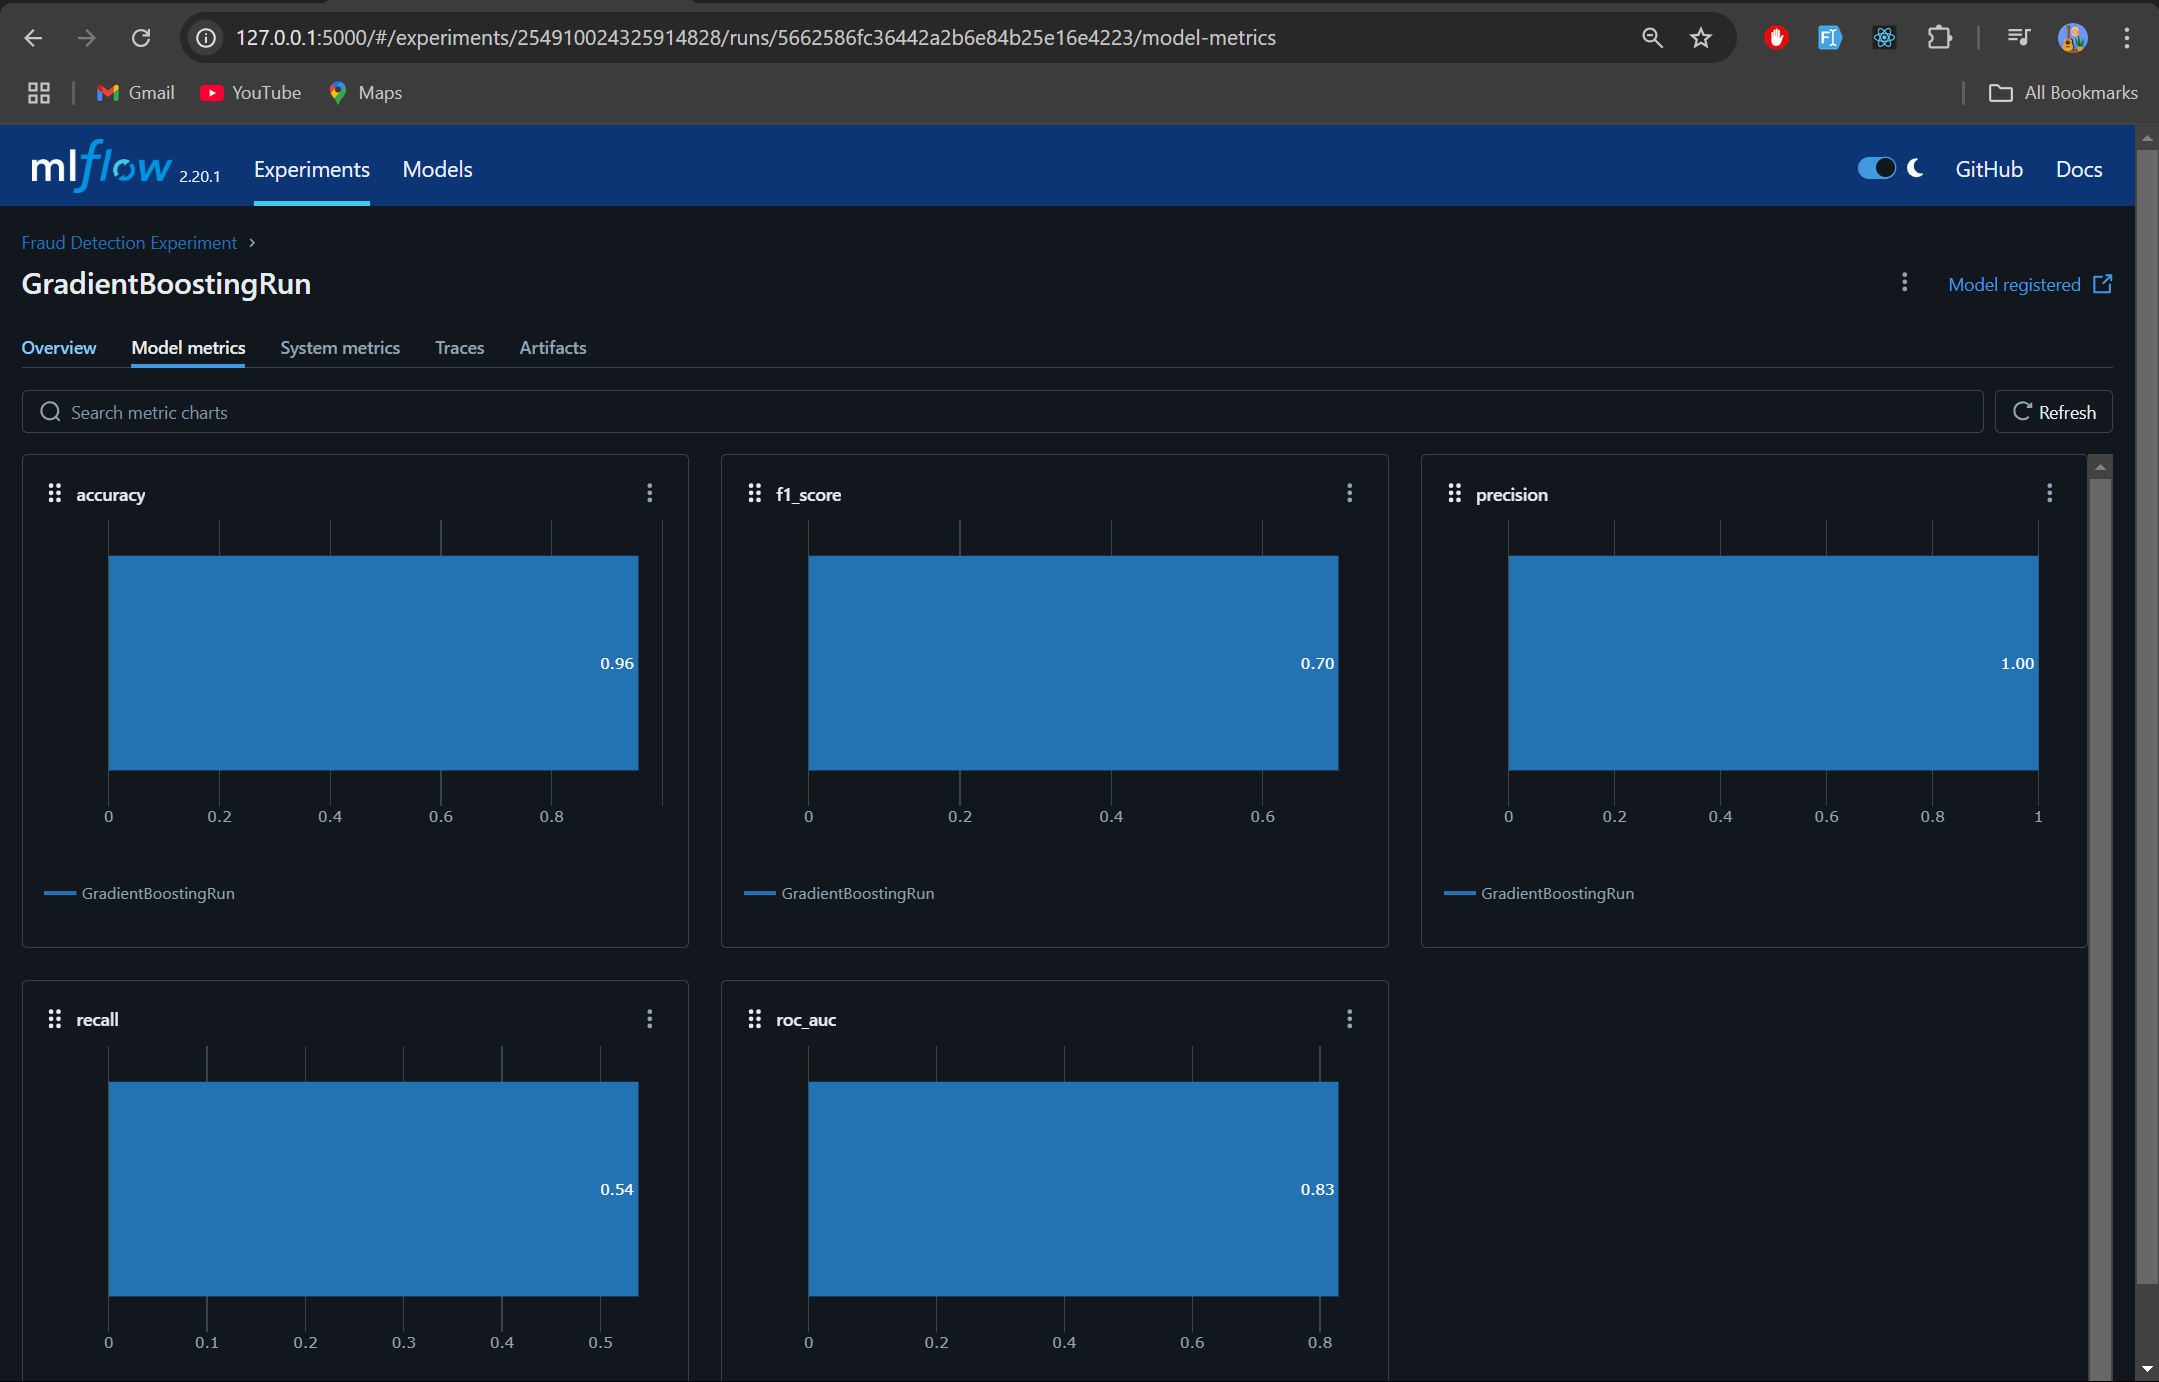 127.0.0.1:5000/#/experiments/254910024325914828/runs/5662586fc36442a2b6e84b25e16e4223/model-metrics
Gmail YouTube Maps All Bookmarks
mlflow 2.20.1 Experiments Models GitHub Docs
Fraud Detection Experiment
GradientBoostingRun Model registered
Overview Model metrics System metrics Traces Artifacts
Search metric charts Refresh
accuracy
0.96
0 0.2 0.4 0.6 0.8
GradientBoostingRun
f1_score
0.70
0 0.2 0.4 0.6
GradientBoostingRun
precision
1.00
0 0.2 0.4 0.6 0.8 1
GradientBoostingRun
recall
0.54
0 0.1 0.2 0.3 0.4 0.5
roc_auc
0.83
0 0.2 0.4 0.6 0.8